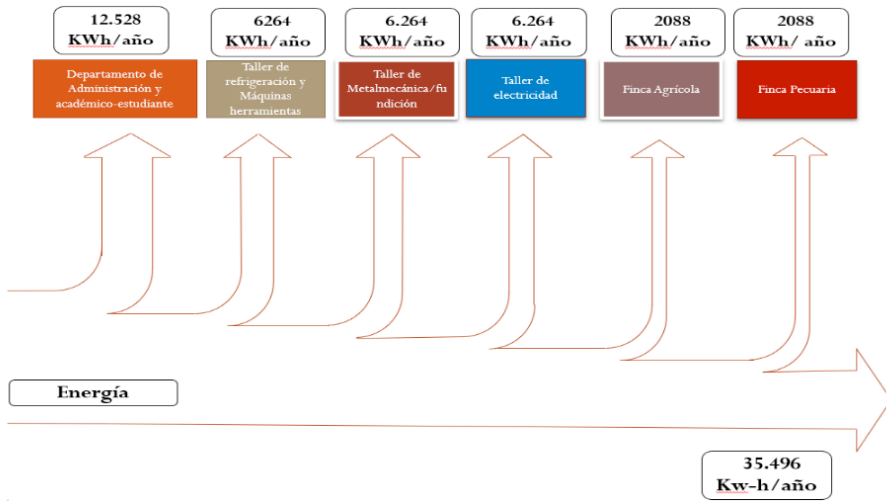 12.528
KWh/año
6264
KWh/año
6.264
KWh/año
6.264
KWh/año
2088
KWh/ año
2088
KWh/ año
Departamento de
Administración y
académico-estudiante
Taller de
refrigeración y
Máquinas
herramientas
Taller de
Metalmecánica/fu
ndición
Taller de
electricidad
Finca Agrícola
Finca Pecuaria
Energía
35.496
Kw-h/año